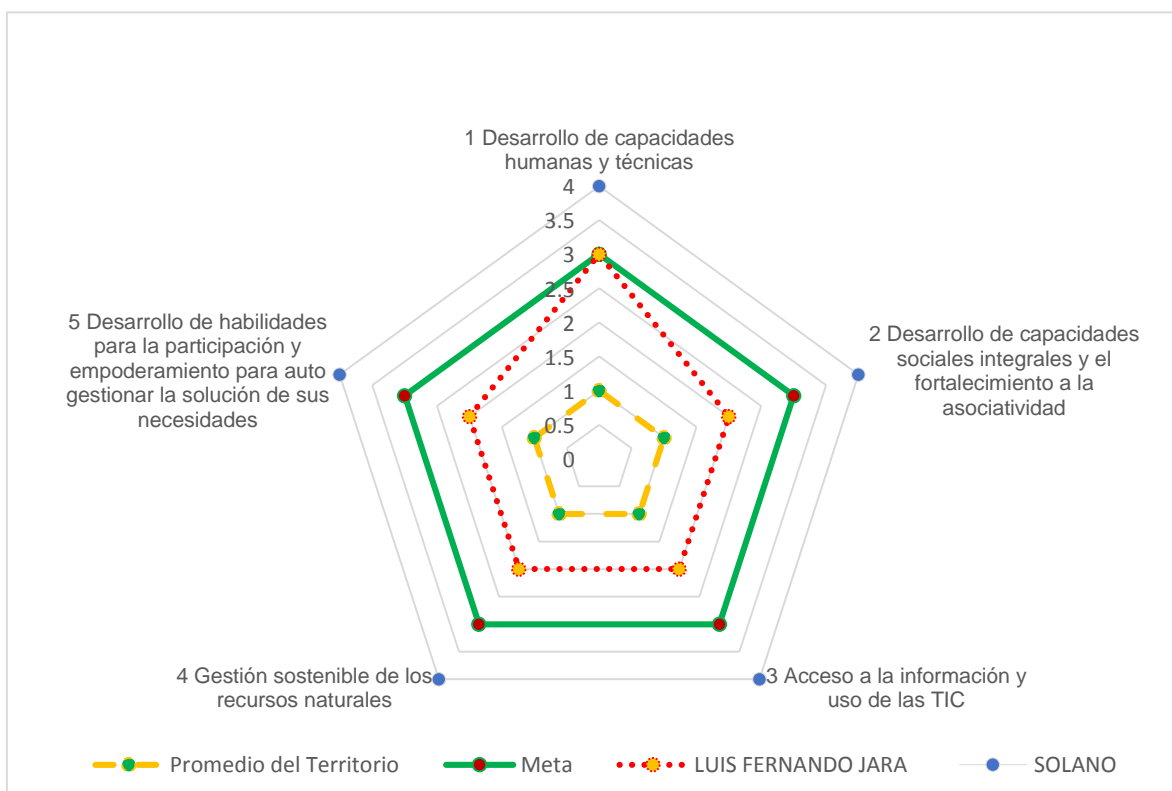 1 Desarrollo de capacidades
humanas y técnicas
4
3.5
3
2.5
2
1.5
1
0.5
0
2 Desarrollo de capacidades
sociales integrales y el
fortalecimiento a la
asociatividad
5 Desarrollo de habilidades
para la participación y
empoderamiento para auto
gestionar la solución de sus
necesidades
4 Gestión sostenible de los
recursos naturales
3 Acceso a la información y
uso de las TIC
Promedio del Territorio
Meta
LUIS FERNANDO JARA
SOLANO